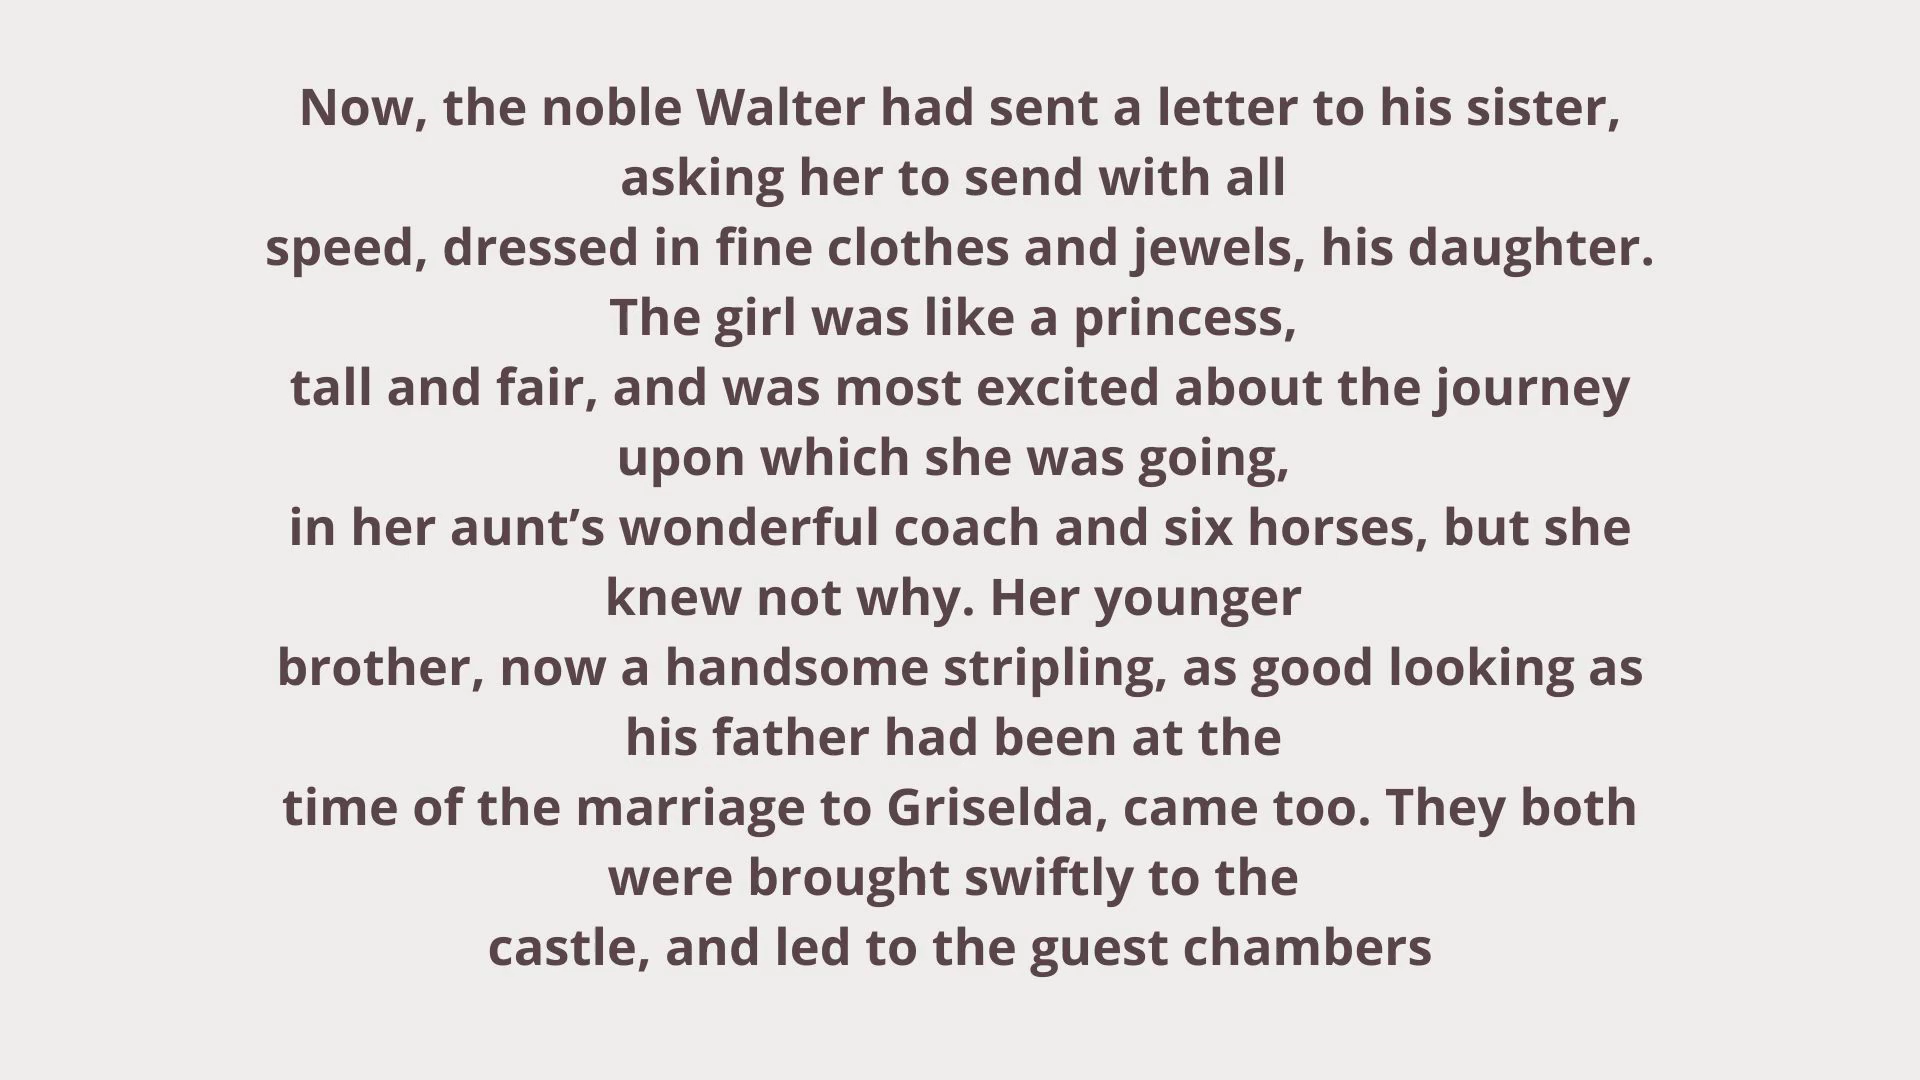 Now, the noble Walter had sent a letter to his sister,
asking her to send with all
speed, dressed in fine clothes and jewels, his daughter.
The girl was like a princess,
tall and fair, and was most excited about the journey
upon which she was going,
in her aunt’s wonderful coach and six horses, but she
knew not why. Her younger
brother, now a handsome stripling, as good looking as
his father had been at the
time of the marriage to Griselda, came too. They both
were brought swiftly to the
castle, and led to the guest chambers